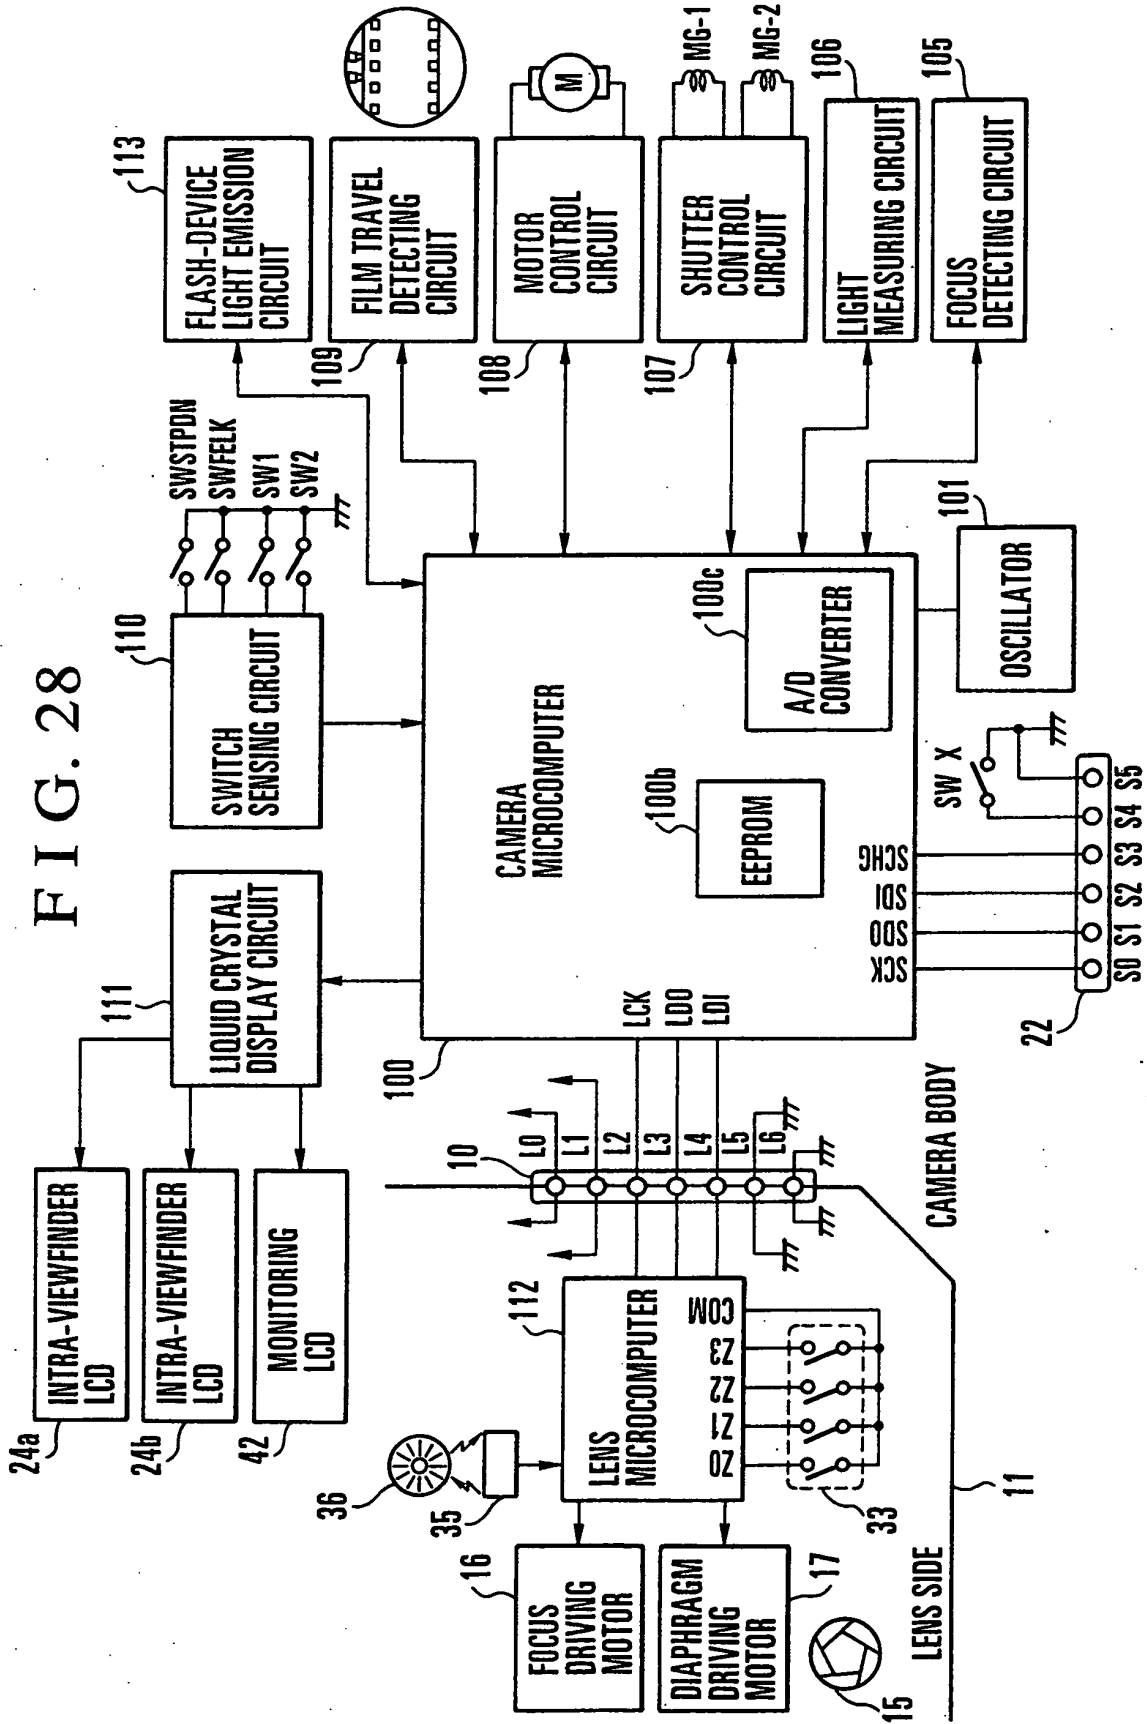 FIG. 28
24a
INTRA-VIEWFINDER
LCD
24b
INTRA-VIEWFINDER
LCD
42
MONITORING
LCD
111
LIQUID CRYSTAL
DISPLAY CIRCUIT
110
SWITCH
SENSING CIRCUIT
SWSTPDN
SWFELK
SW1
SW2
113
FLASH-DEVICE
LIGHT EMISSION
CIRCUIT
109
FILM TRAVEL
DETECTING
CIRCUIT
108
MOTOR
CONTROL
CIRCUIT
M
107
SHUTTER
CONTROL
CIRCUIT
MG-1
MG-2
106
LIGHT
MEASURING CIRCUIT
105
FOCUS
DETECTING CIRCUIT
100
CAMERA
MICROCOMPUTER
100b
EEPROM
100c
A/D
CONVERTER
LCK
LDO
LDI
SCK
SDO
SDI
SCHG
101
OSCILLATOR
SW X
22
S0
S1
S2
S3
S4
S5
10
L0
L1
L2
L3
L4
L5
L6
CAMERA BODY
36
35
112
LENS
MICROCOMPUTER
Z0
Z1
Z2
Z3
COM
33
16
FOCUS
DRIVING
MOTOR
17
DIAPHRAGM
DRIVING
MOTOR
15
LENS SIDE
11